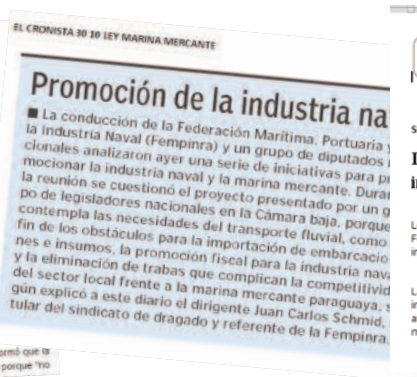 EL CRONISTA 30 10 LEY MARINA MERCANTE
Promoción de la industria na
■ La conducción de la Federación Marítima, Portuaria y
la Industria Naval (Fempinra) y un grupo de diputados
cionales analizaron ayer una serie de iniciativas para pr
mocionar la industria naval y la marina mercante. Duran
la reunión se cuestionó el proyecto presentado por un g
po de legisladores nacionales en la Cámara baja, porque
contempla las necesidades del transporte fluvial, como
fin de los obstáculos para la importación de embarcacio
nes e insumos, la promoción fiscal para la industria nava
y la eliminación de trabas que complican la competitivid
del sector local frente a la marina mercante paraguaya, s
gún explicó a este diario el dirigente Juan Carlos Schmid,
tular del sindicato de dragado y referente de la Fempinra.
ormó que la
porque "no